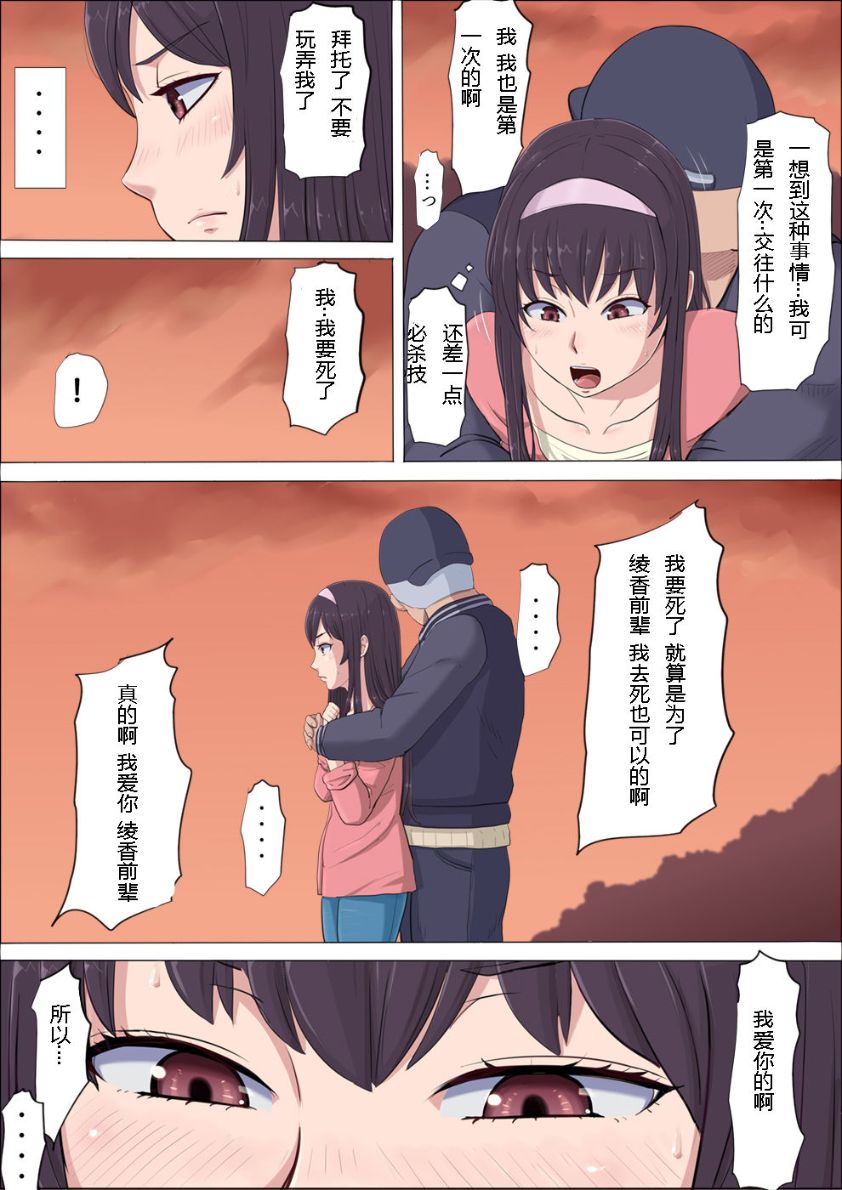 一想到这种事情…我可
是第一次…交往什么的
我 我也是第
一次的啊
…っ
还差一点
必杀技
拜托了 不要
玩弄我了
・・・・
我…我要死了
！
我要死了 就算是为了
绫香前辈 我去死也可以的啊
・・・・
・・・・
真的啊 我爱你 绫香前辈
我爱你的啊
所以…
・・・・・